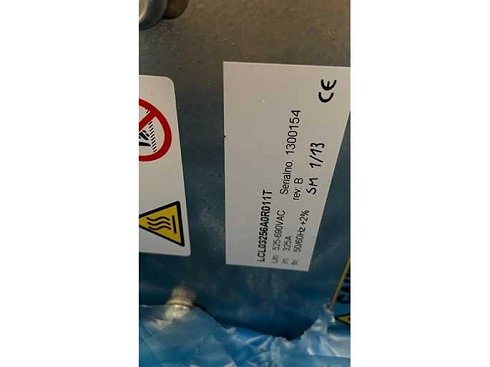 LCL03256A0R011T
Un 525-690VAC Serialno. 1300154
In 325A rev: B SM 1/13
fn 50/60Hz +2%
CE